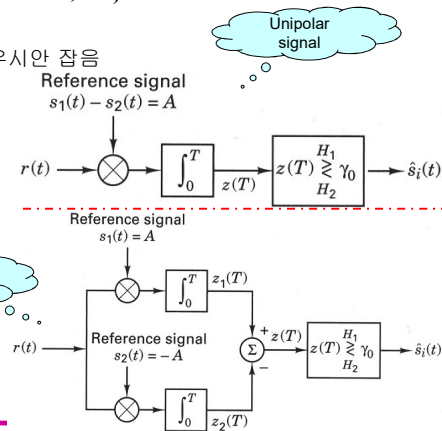 Unipolar
signal
우시안 잡음
Reference signal
s₁(t) − s₂(t) = A
r(t)
∫₀ᵀ
z(T)
z(T) ≷ γ₀
H₁
H₂
ŝᵢ(t)
Reference signal
s₁(t) = A
∫₀ᵀ
z₁(T)
r(t)
Reference signal
s₂(t) = −A
Σ
+
−
z(T)
z(T) ≷ γ₀
H₁
H₂
ŝᵢ(t)
∫₀ᵀ
z₂(T)